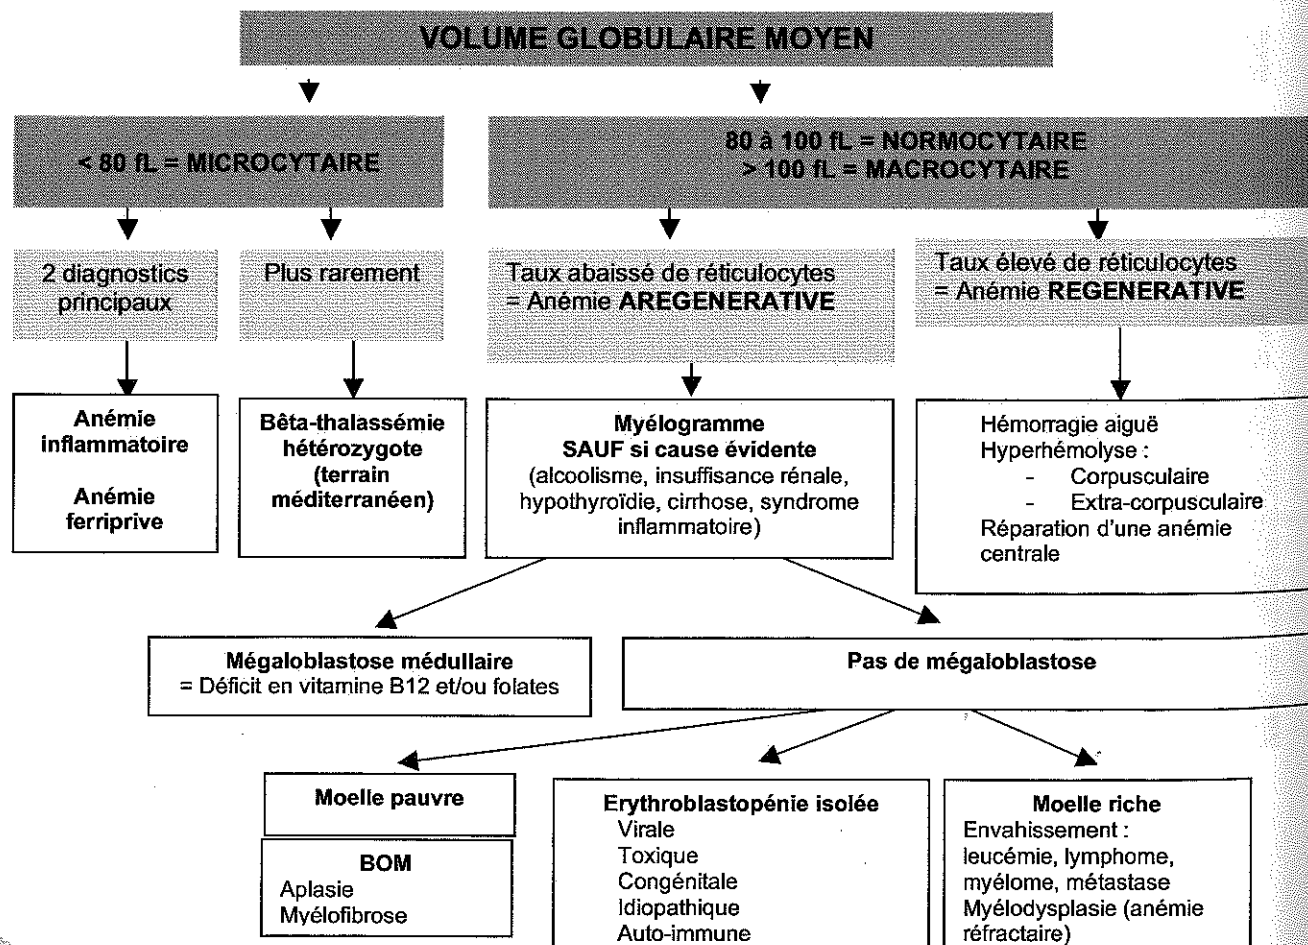 VOLUME GLOBULAIRE MOYEN
< 80 fL = MICROCYTAIRE
80 à 100 fL = NORMOCYTAIRE
> 100 fL = MACROCYTAIRE
2 diagnostics
principaux
Plus rarement
Taux abaissé de réticulocytes
= Anémie AREGENERATIVE
Taux élevé de réticulocytes
= Anémie REGENERATIVE
Anémie
inflammatoire
Anémie
ferriprive
Bêta-thalassémie
hétérozygote
(terrain
méditerranéen)
Myélogramme
SAUF si cause évidente
(alcoolisme, insuffisance rénale,
hypothyroïdie, cirrhose, syndrome
inflammatoire)
Hémorragie aiguë
Hyperhémolyse :
- Corpusculaire
- Extra-corpusculaire
Réparation d'une anémie
centrale
Mégaloblastose médullaire
= Déficit en vitamine B12 et/ou folates
Pas de mégaloblastose
Moelle pauvre
BOM
Aplasie
Myélofibrose
Erythroblastopénie isolée
Virale
Toxique
Congénitale
Idiopathique
Auto-immune
Moelle riche
Envahissement :
leucémie, lymphome,
myélome, métastase
Myélodysplasie (anémie
réfractaire)